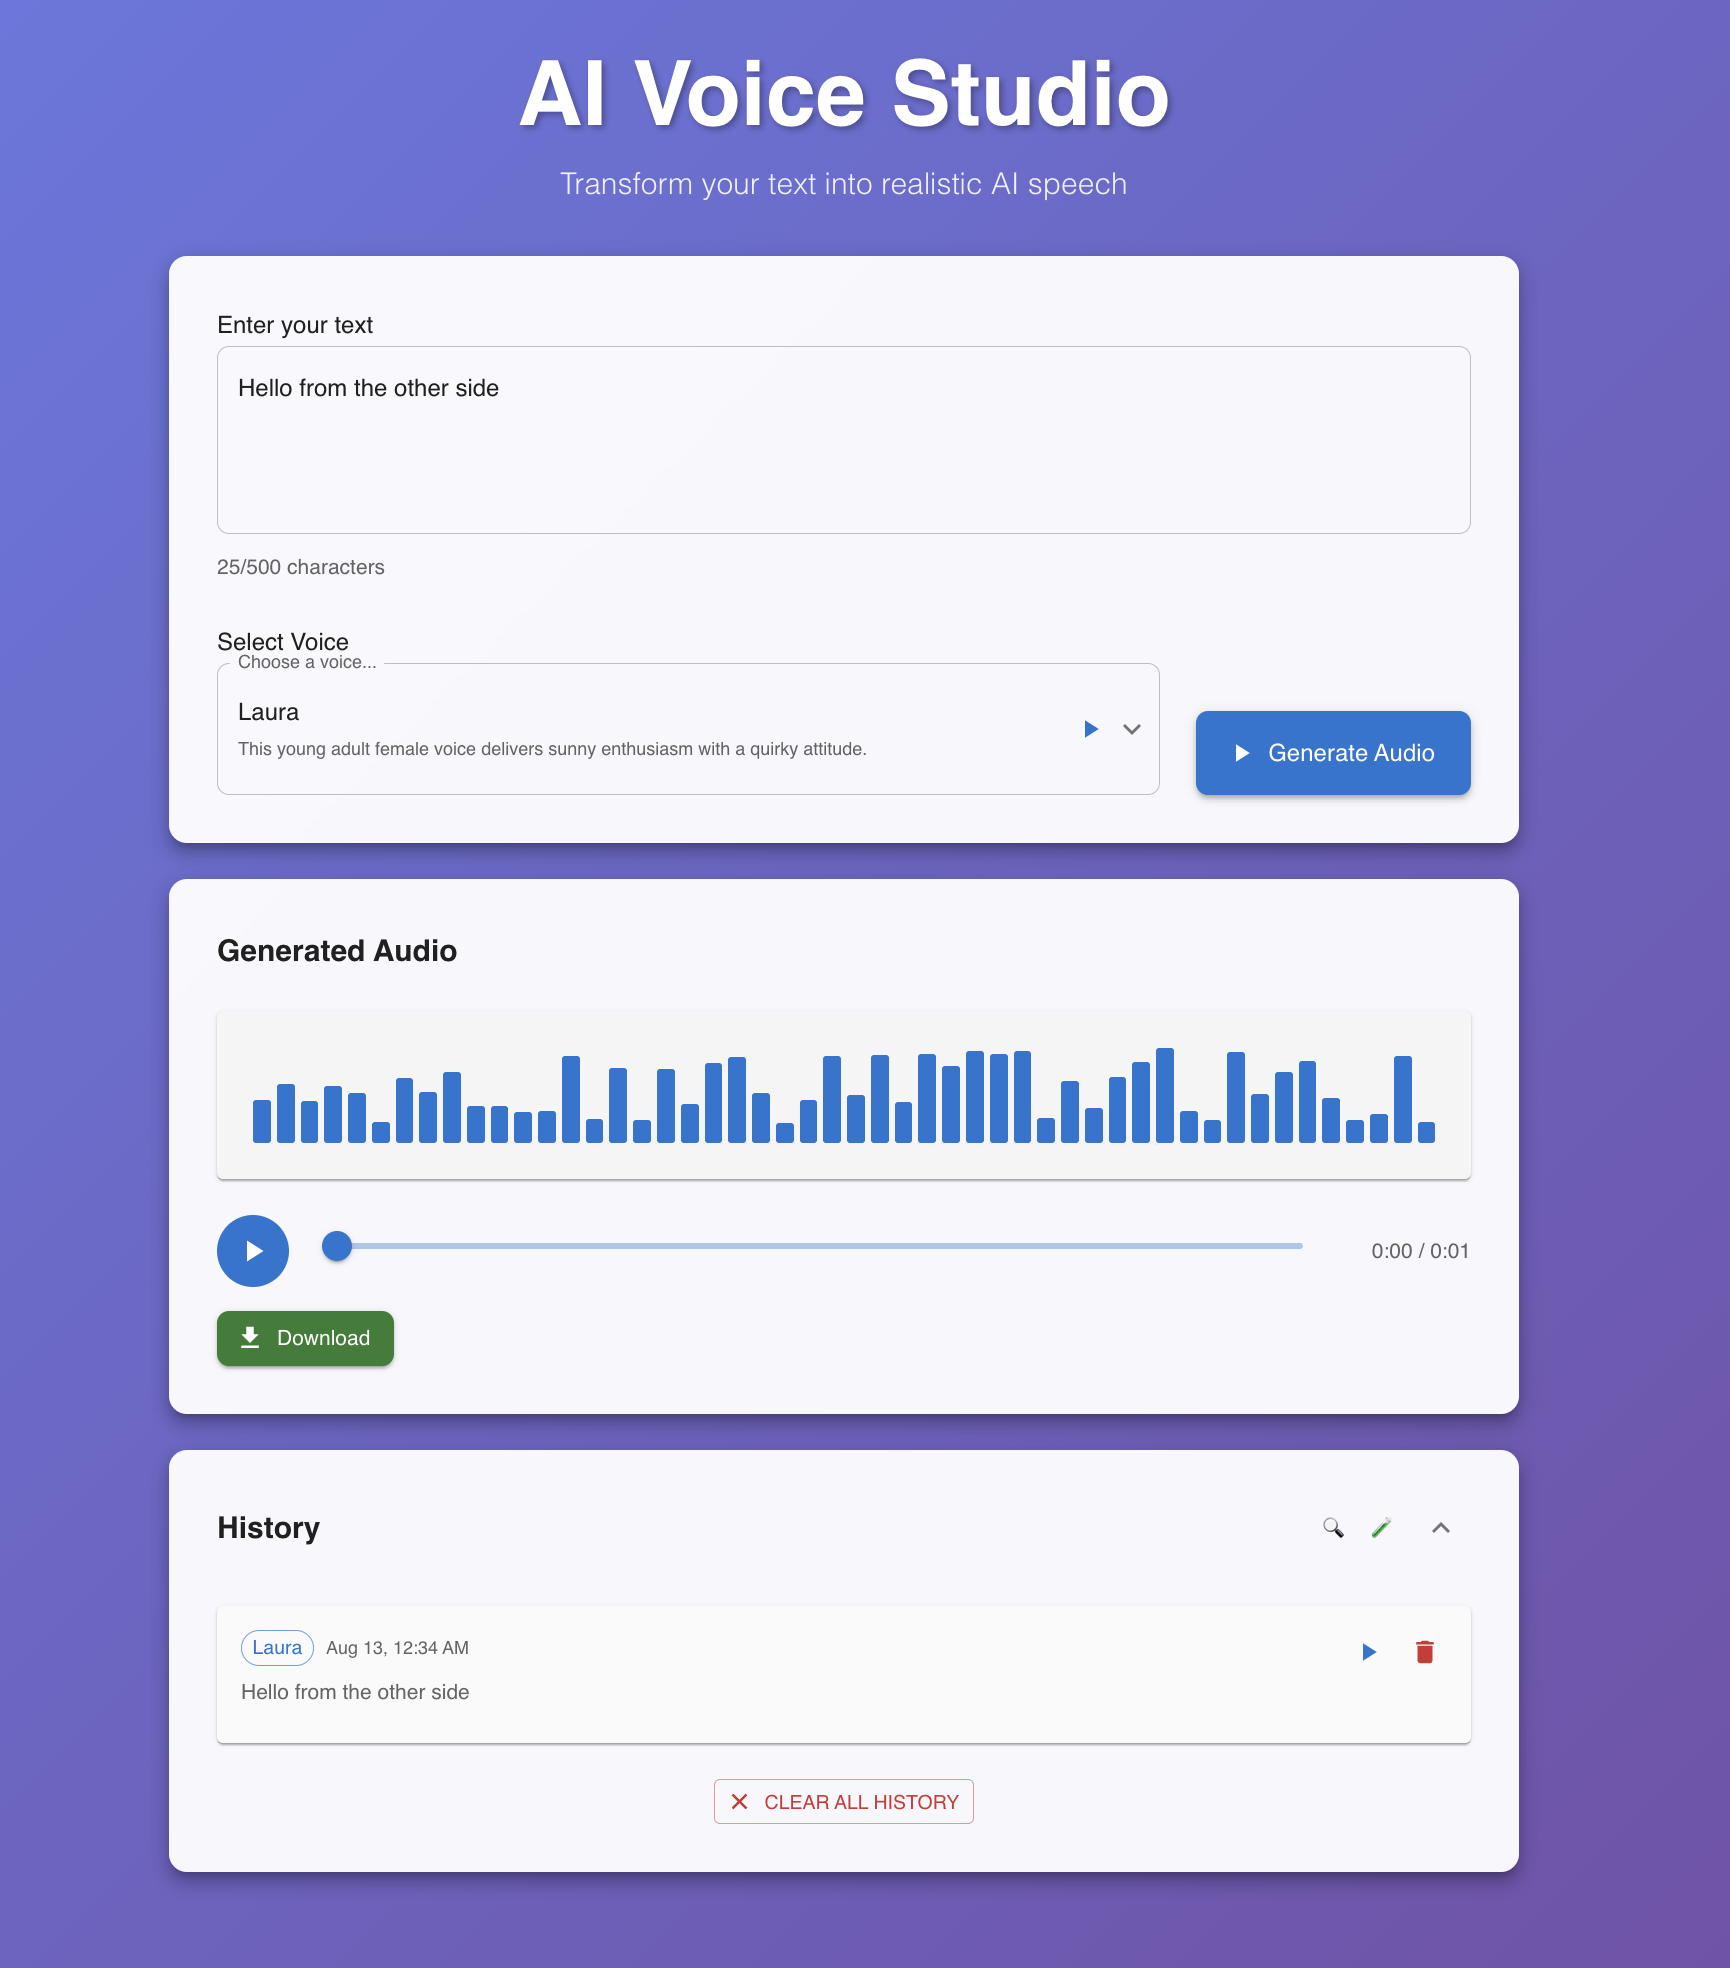 AI Voice Studio
Transform your text into realistic AI speech
Enter your text
Hello from the other side
25/500 characters
Select Voice
Choose a voice...
Laura
This young adult female voice delivers sunny enthusiasm with a quirky attitude.
Generate Audio
Generated Audio
0:00 / 0:01
Download
History
Laura Aug 13, 12:34 AM
Hello from the other side
CLEAR ALL HISTORY